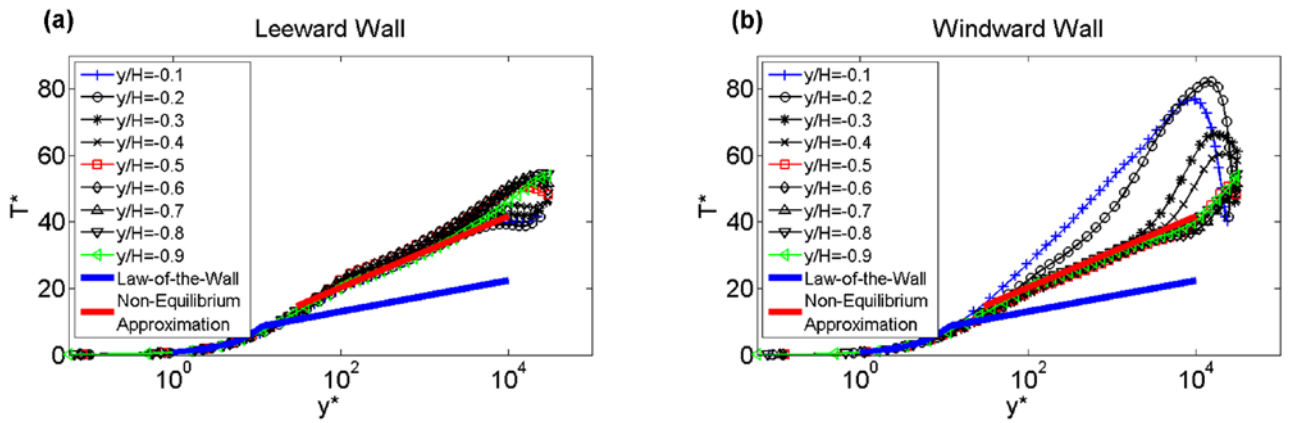 (a)
Leeward Wall
80
60
40
20
0
T*
y/H=-0.1
y/H=-0.2
y/H=-0.3
y/H=-0.4
y/H=-0.5
y/H=-0.6
y/H=-0.7
y/H=-0.8
y/H=-0.9
Law-of-the-Wall
Non-Equilibrium
Approximation
10^0
10^2
10^4
y*
(b)
Windward Wall
80
60
40
20
0
T*
y/H=-0.1
y/H=-0.2
y/H=-0.3
y/H=-0.4
y/H=-0.5
y/H=-0.6
y/H=-0.7
y/H=-0.8
y/H=-0.9
Law-of-the-Wall
Non-Equilibrium
Approximation
10^0
10^2
10^4
y*